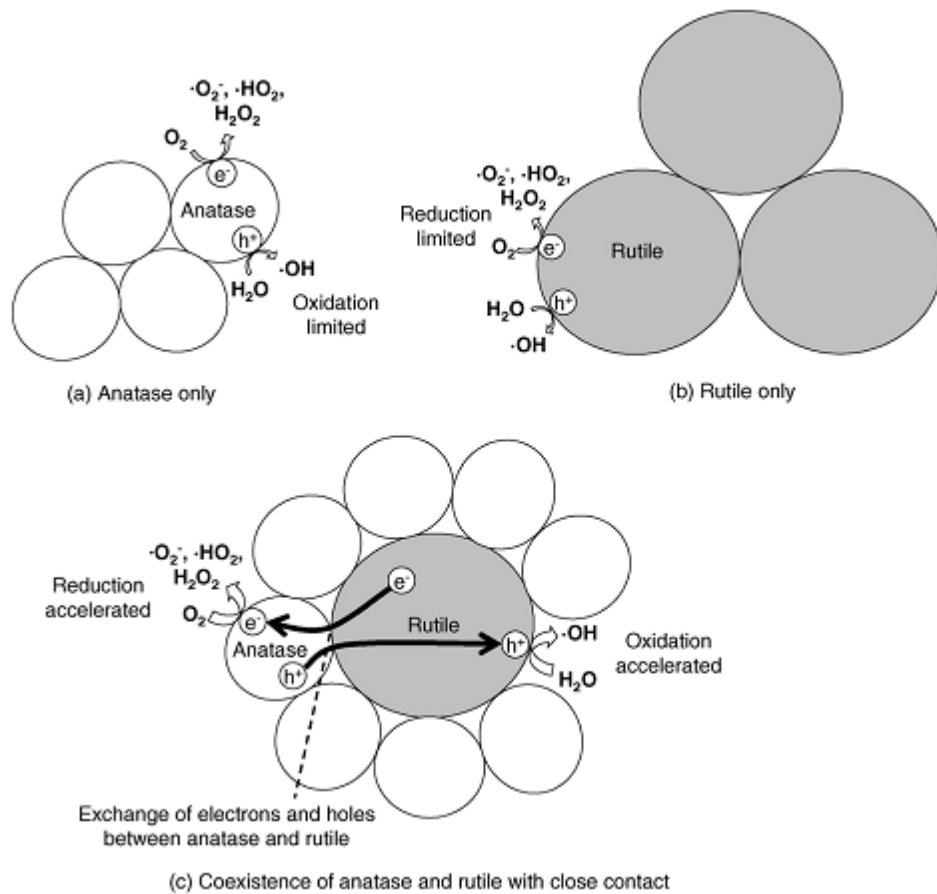 ·O₂⁻, ·HO₂,
H₂O₂
O₂
e⁻
Anatase
h⁺
·OH
H₂O
Oxidation
limited
(a) Anatase only
·O₂⁻, ·HO₂,
H₂O₂
Reduction
limited
O₂
e⁻
Rutile
H₂O
h⁺
·OH
(b) Rutile only
·O₂⁻, ·HO₂,
H₂O₂
Reduction
accelerated
O₂
e⁻
e⁻
Rutile
Anatase
h⁺
h⁺
·OH
H₂O
Oxidation
accelerated
Exchange of electrons and holes
between anatase and rutile
(c) Coexistence of anatase and rutile with close contact